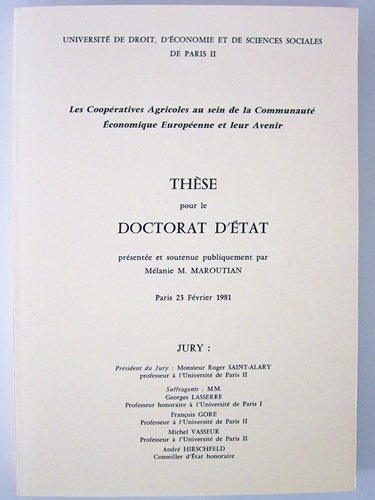 UNIVERSITÉ DE DROIT, D'ÉCONOMIE ET DE SCIENCES SOCIALES
DE PARIS II
Les Coopératives Agricoles au sein de la Communauté
Économique Européenne et leur Avenir
THÈSE
pour le
DOCTORAT D'ÉTAT
présentée et soutenue publiquement par
Mélanie M. MAROUTIAN
Paris 23 Février 1981
JURY :
Président du Jury : Monsieur Roger SAINT-ALARY
professeur à l'Université de Paris II
Suffragants : MM.
Georges LASSERRE
Professeur honoraire à l'Université de Paris I
François GORE
Professeur à l'Université de Paris II
Michel VASSEUR
Professeur à l'Université de Paris II
André HIRSCHFELD
Conseiller d'État honoraire